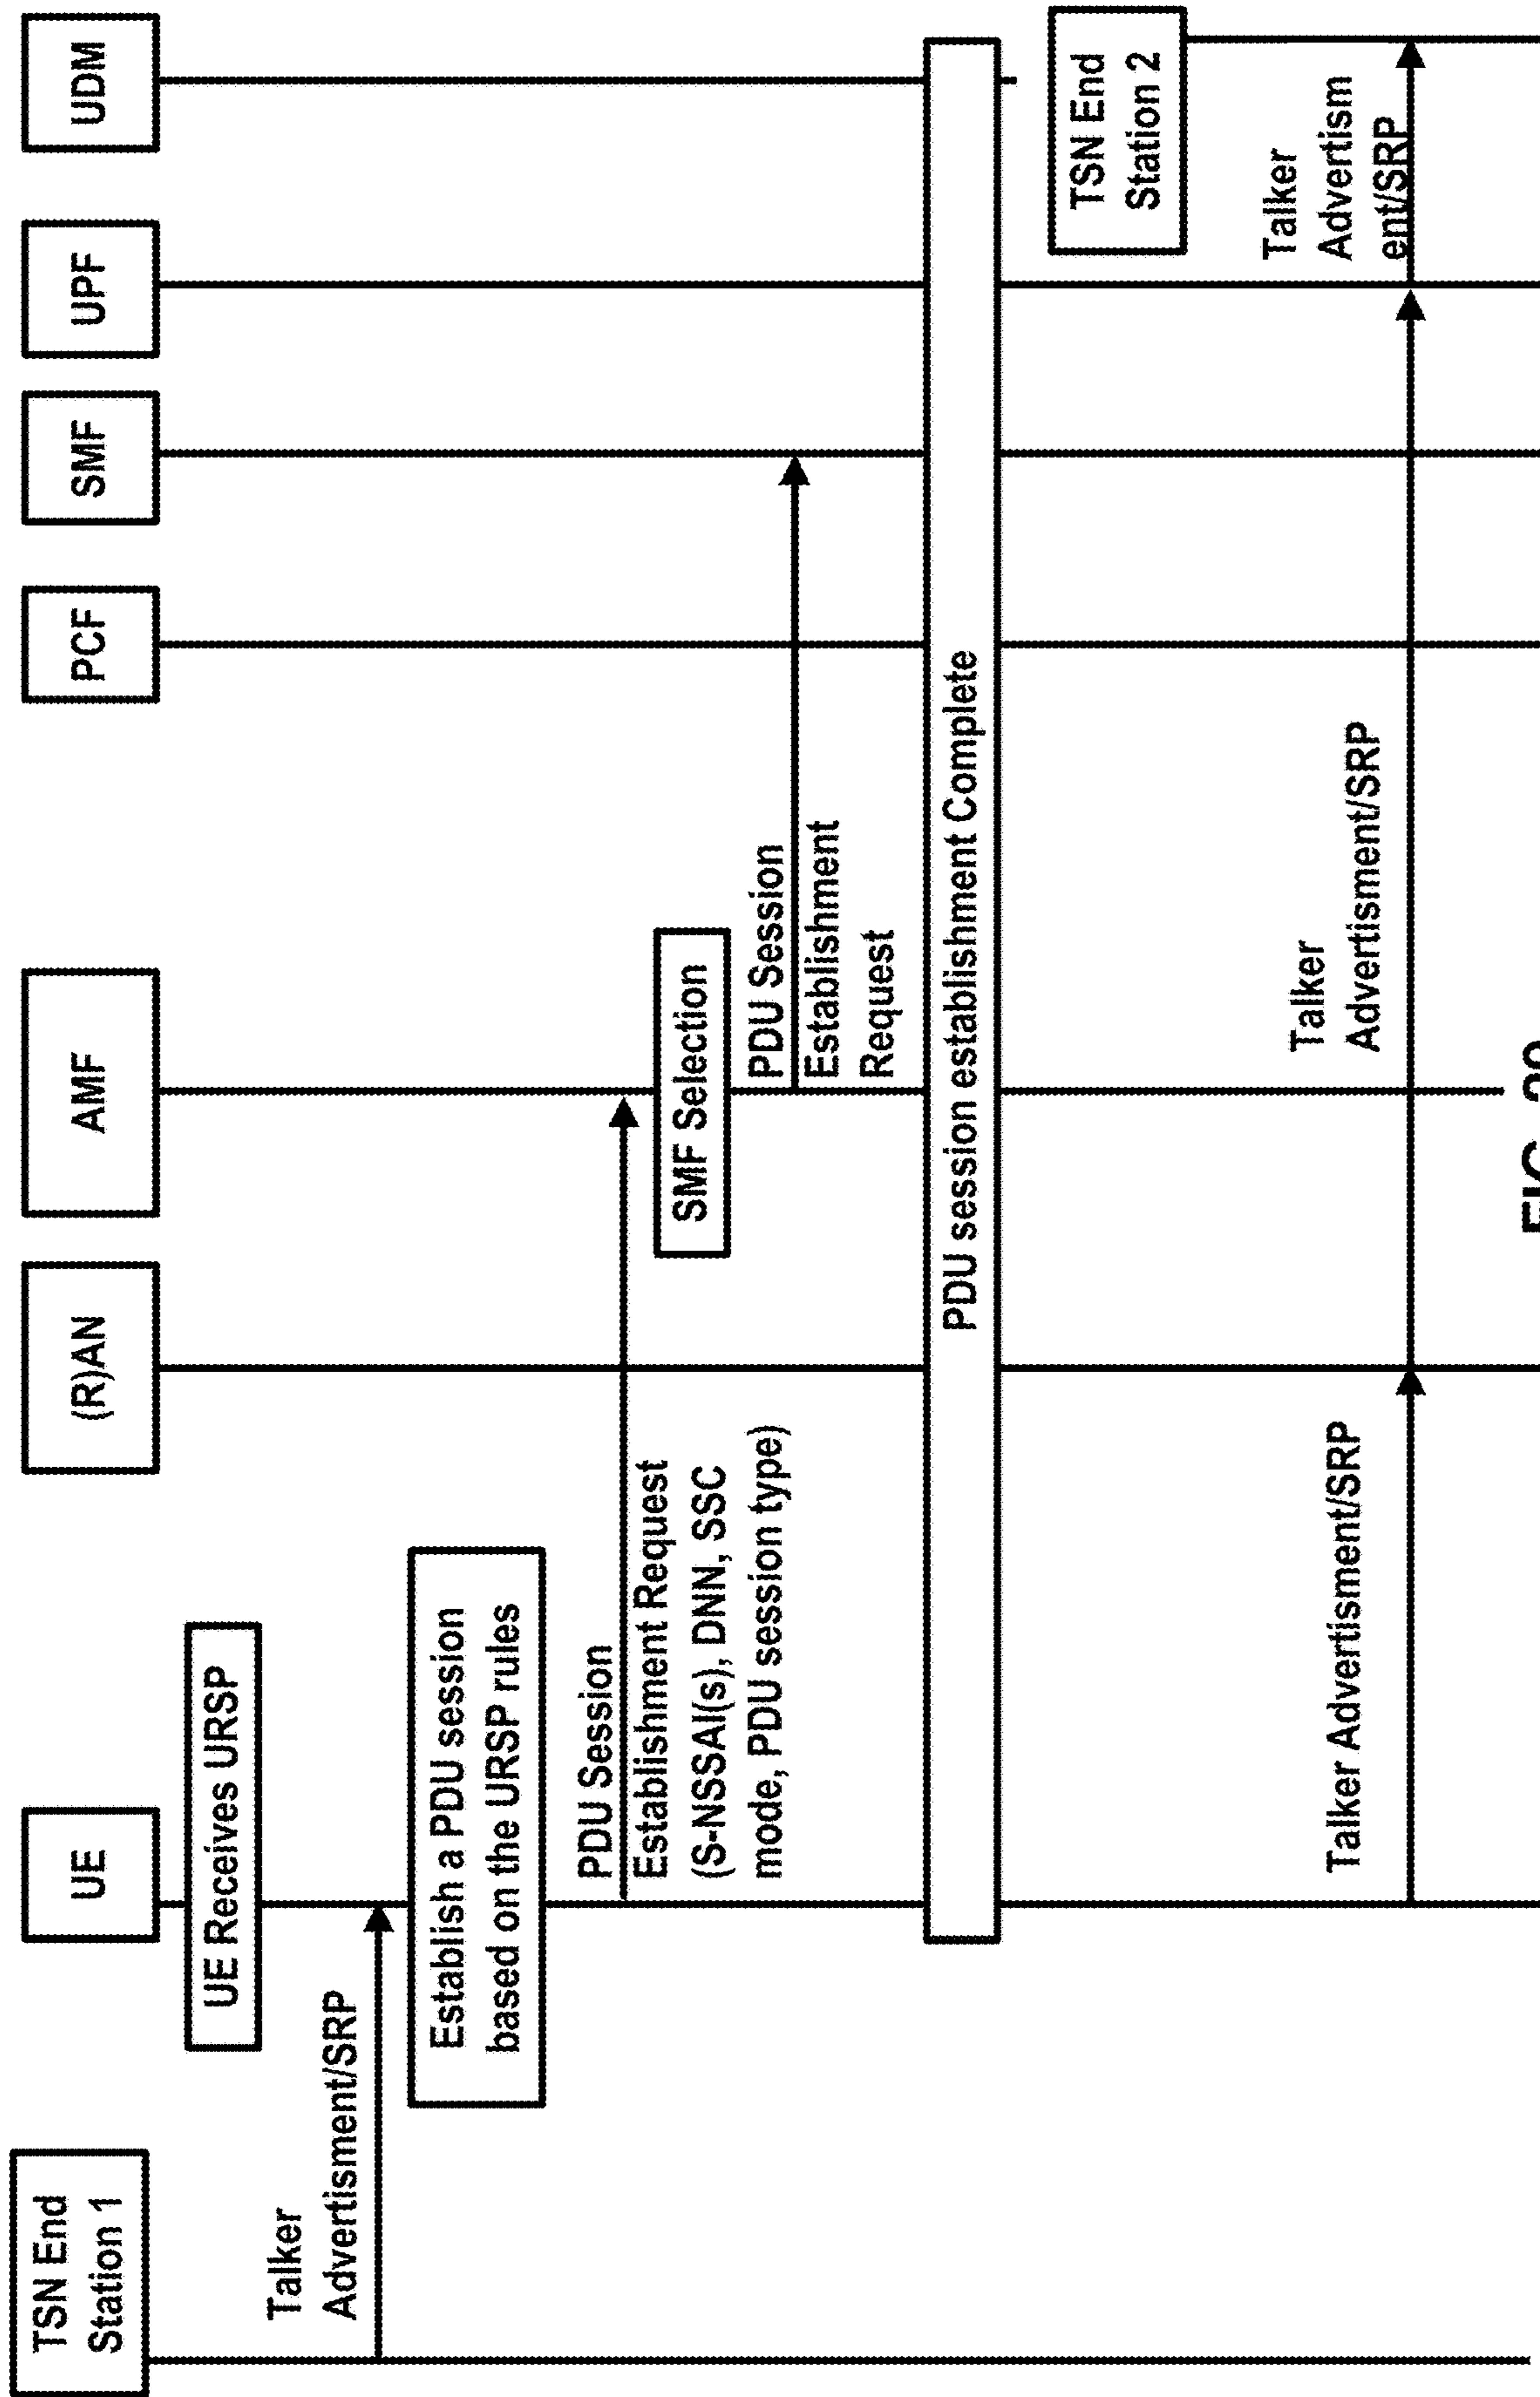 TSN End
Station 1
UE
(R)AN
AMF
PCF
SMF
UPF
UDM
UE Receives URSP
Talker
Advertisment/SRP
Establish a PDU session
based on the URSP rules
PDU Session
Establishment Request
(S-NSSAI(s), DNN, SSC
mode, PDU session type)
SMF Selection
PDU Session
Establishment
Request
PDU session establishment Complete
TSN End
Station 2
Talker Advertisment/SRP
Talker
Advertisment/SRP
Talker
Advertism
ent/SRP
FIG.